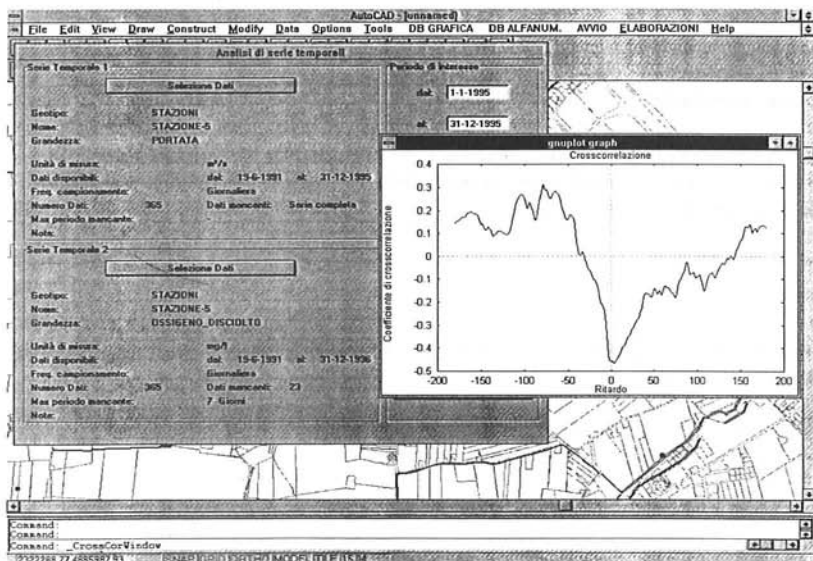 AutoCAD - [unnamed]
File Edit View Draw Construct Modify Data Options Tools DB GRAFICA DB ALFANUM. AVVIO ELABORAZIONI Help
Analisi di serie temporali
Serie Temporale 1
Seleziona Dati
Geotipo: STAZIONI
Nome: STAZIONE-5
Grandezza: PORTATA
Unità di misura: m³/s
Dati disponibili: dal: 19-6-1991 al: 31-12-1995
Freq. campionamento: Giornaliera
Numero Dati: 365 Dati mancanti: Serie completa
Max periodo mancante: -
Note:
Serie Temporale 2
Seleziona Dati
Geotipo: STAZIONI
Nome: STAZIONE-5
Grandezza: OSSIGENO_DISCIOLTO
Unità di misura: mg/l
Dati disponibili: dal: 19-6-1991 al: 31-12-1996
Freq. campionamento: Giornaliera
Numero Dati: 365 Dati mancanti: 23
Max periodo mancante: 7 Giorni
Note:
Periodo di Interesse
dal: 1-1-1995
al: 31-12-1995
gnuplot graph
Crosscorrelazione
Coefficiente di crosscorrelazione
0.4
0.3
0.2
0.1
0
-0.1
-0.2
-0.3
-0.4
-0.5
-200 -150 -100 -50 0 50 100 150 200
Ritardo
Command:
Command:
Command: _CrossCorWindow
SNAP GRID ORTHO MODEL TILE